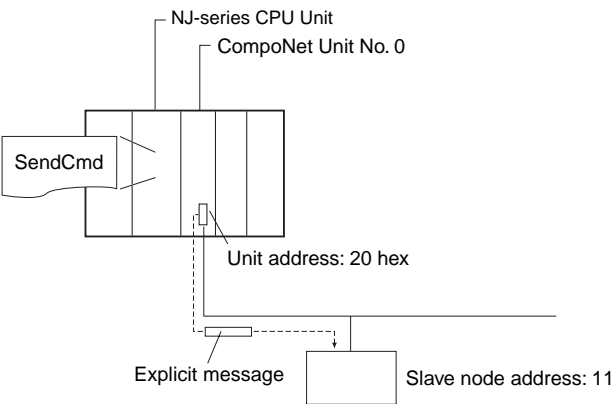 NJ-series CPU Unit
CompoNet Unit No. 0
SendCmd
Unit address: 20 hex
Explicit message
Slave node address: 11